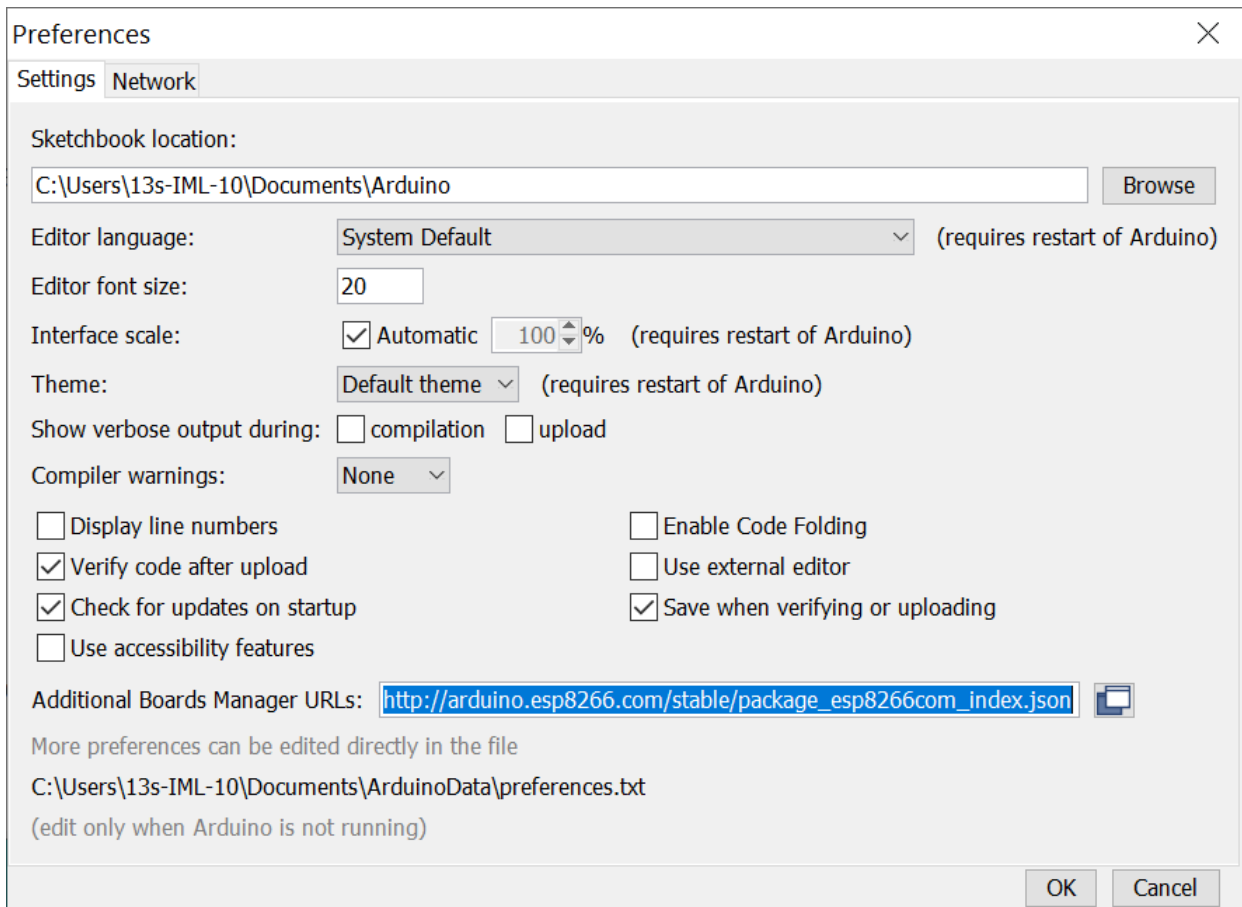 Preferences
Settings Network
Sketchbook location:
C:\Users\13s-IML-10\Documents\Arduino Browse
Editor language: System Default (requires restart of Arduino)
Editor font size: 20
Interface scale: Automatic 100 % (requires restart of Arduino)
Theme: Default theme (requires restart of Arduino)
Show verbose output during: compilation upload
Compiler warnings: None
Display line numbers Enable Code Folding
Verify code after upload Use external editor
Check for updates on startup Save when verifying or uploading
Use accessibility features
Additional Boards Manager URLs: http://arduino.esp8266.com/stable/package_esp8266com_index.json
More preferences can be edited directly in the file
C:\Users\13s-IML-10\Documents\ArduinoData\preferences.txt
(edit only when Arduino is not running)
OK Cancel